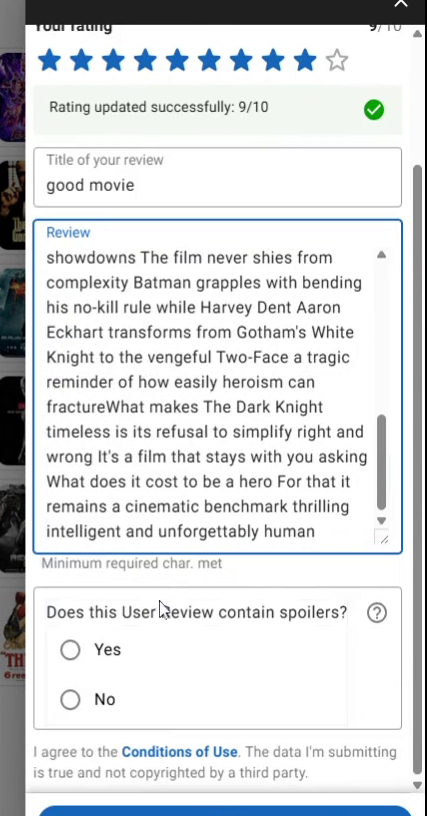 Your rating
9/10
Rating updated successfully: 9/10
Title of your review
good movie
Review
showdowns The film never shies from
complexity Batman grapples with bending
his no-kill rule while Harvey Dent Aaron
Eckhart transforms from Gotham's White
Knight to the vengeful Two-Face a tragic
reminder of how easily heroism can
fractureWhat makes The Dark Knight
timeless is its refusal to simplify right and
wrong It's a film that stays with you asking
What does it cost to be a hero For that it
remains a cinematic benchmark thrilling
intelligent and unforgettably human
Minimum required char. met
Does this User Review contain spoilers?
?
Yes
No
I agree to the Conditions of Use. The data I'm submitting
is true and not copyrighted by a third party.